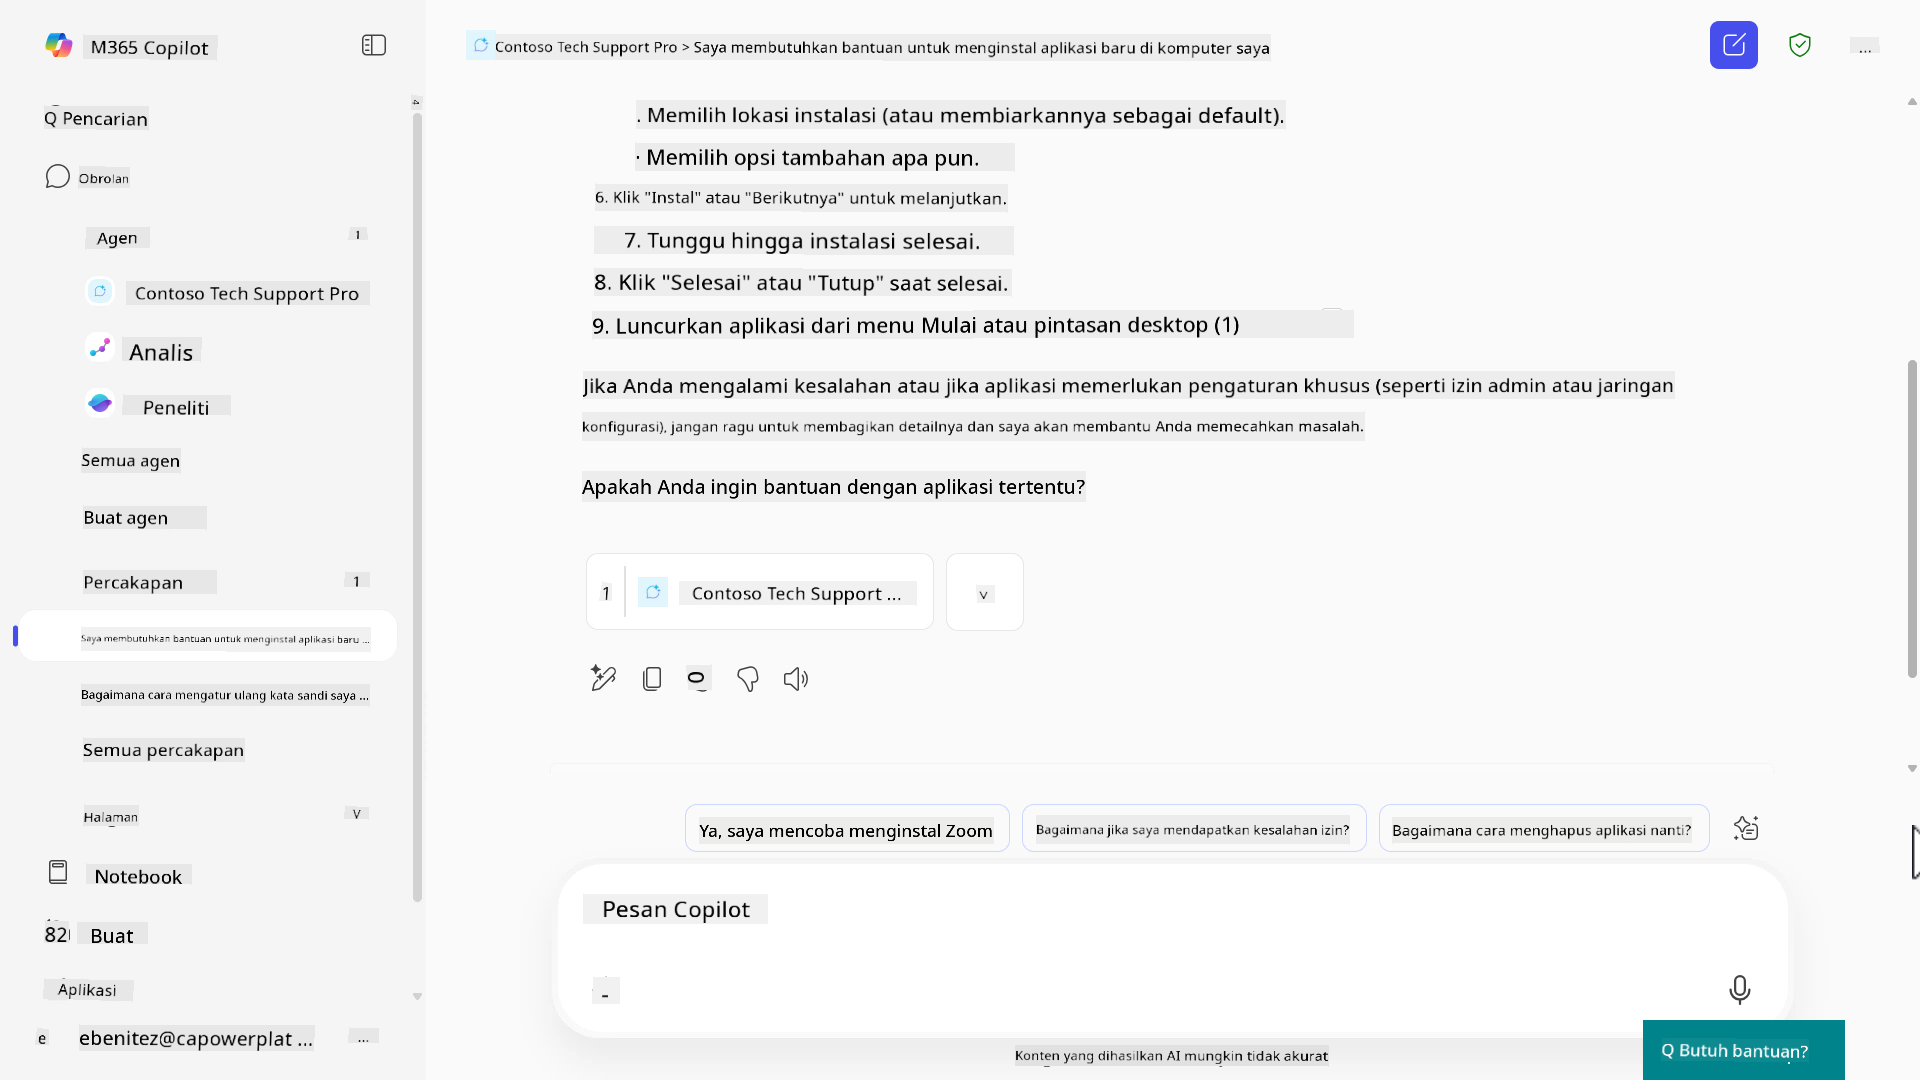 M365 Copilot
Q Pencarian
Obrolan
Agen
1
Contoso Tech Support Pro
Analis
Peneliti
Semua agen
Buat agen
Percakapan
1
Saya membutuhkan bantuan untuk menginstal aplikasi baru ...
Bagaimana cara mengatur ulang kata sandi saya ...
Semua percakapan
Halaman
V
Notebook
82
Buat
Aplikasi
e
ebenitez@capowerplat ...
...
Contoso Tech Support Pro > Saya membutuhkan bantuan untuk menginstal aplikasi baru di komputer saya
...
. Memilih lokasi instalasi (atau membiarkannya sebagai default).
· Memilih opsi tambahan apa pun.
6. Klik "Instal" atau "Berikutnya" untuk melanjutkan.
7. Tunggu hingga instalasi selesai.
8. Klik "Selesai" atau "Tutup" saat selesai.
9. Luncurkan aplikasi dari menu Mulai atau pintasan desktop (1)
Jika Anda mengalami kesalahan atau jika aplikasi memerlukan pengaturan khusus (seperti izin admin atau jaringan
konfigurasi), jangan ragu untuk membagikan detailnya dan saya akan membantu Anda memecahkan masalah.
Apakah Anda ingin bantuan dengan aplikasi tertentu?
1
Contoso Tech Support ...
v
Ya, saya mencoba menginstal Zoom
Bagaimana jika saya mendapatkan kesalahan izin?
Bagaimana cara menghapus aplikasi nanti?
Pesan Copilot
-
Konten yang dihasilkan AI mungkin tidak akurat
Q Butuh bantuan?